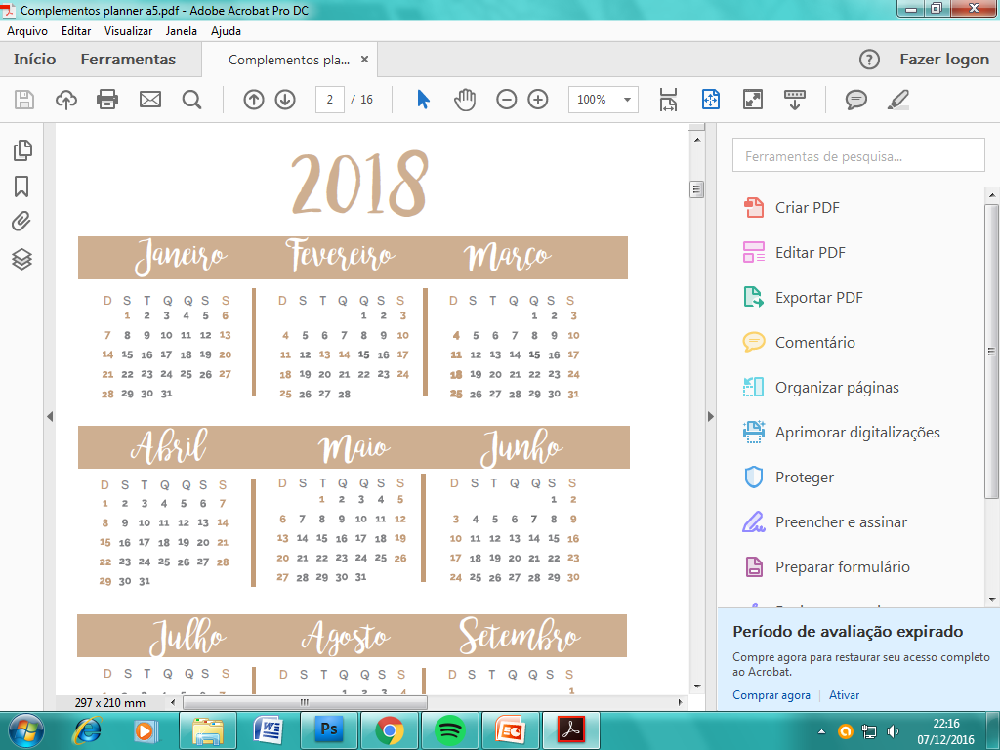 Complementos planner a5.pdf - Adobe Acrobat Pro DC
Arquivo Editar Visualizar Janela Ajuda
Início Ferramentas Complementos pla... × Fazer logon
2 / 16 100%
2018
Janeiro Fevereiro Março
D S T Q Q S S D S T Q Q S S D S T Q Q S S
1 2 3 4 5 6 1 2 3 1 2 3
7 8 9 10 11 12 13 4 5 6 7 8 9 10 4 5 6 7 8 9 10
14 15 16 17 18 19 20 11 12 13 14 15 16 17 11 12 13 14 15 16 17
21 22 23 24 25 26 27 18 19 20 21 22 23 24 18 19 20 21 22 23 24
28 29 30 31 25 26 27 28 25 26 27 28 29 30 31
Abril Maio Junho
D S T Q Q S S D S T Q Q S S D S T Q Q S S
1 2 3 4 5 6 7 1 2 3 4 5 1 2
8 9 10 11 12 13 14 6 7 8 9 10 11 12 3 4 5 6 7 8 9
15 16 17 18 19 20 21 13 14 15 16 17 18 19 10 11 12 13 14 15 16
22 23 24 25 26 27 28 20 21 22 23 24 25 26 17 18 19 20 21 22 23
29 30 31 27 28 29 30 31 24 25 26 27 28 29 30
Julho Agosto Setembro
D S T Q Q S S D S T Q Q S S D S T Q Q S S
297 x 210 mm
Ferramentas de pesquisa...
Criar PDF
Editar PDF
Exportar PDF
Comentário
Organizar páginas
Aprimorar digitalizações
Proteger
Preencher e assinar
Preparar formulário
Período de avaliação expirado
Compre agora para restaurar seu acesso completo
ao Acrobat.
Comprar agora Ativar
Ps
22:16
07/12/2016